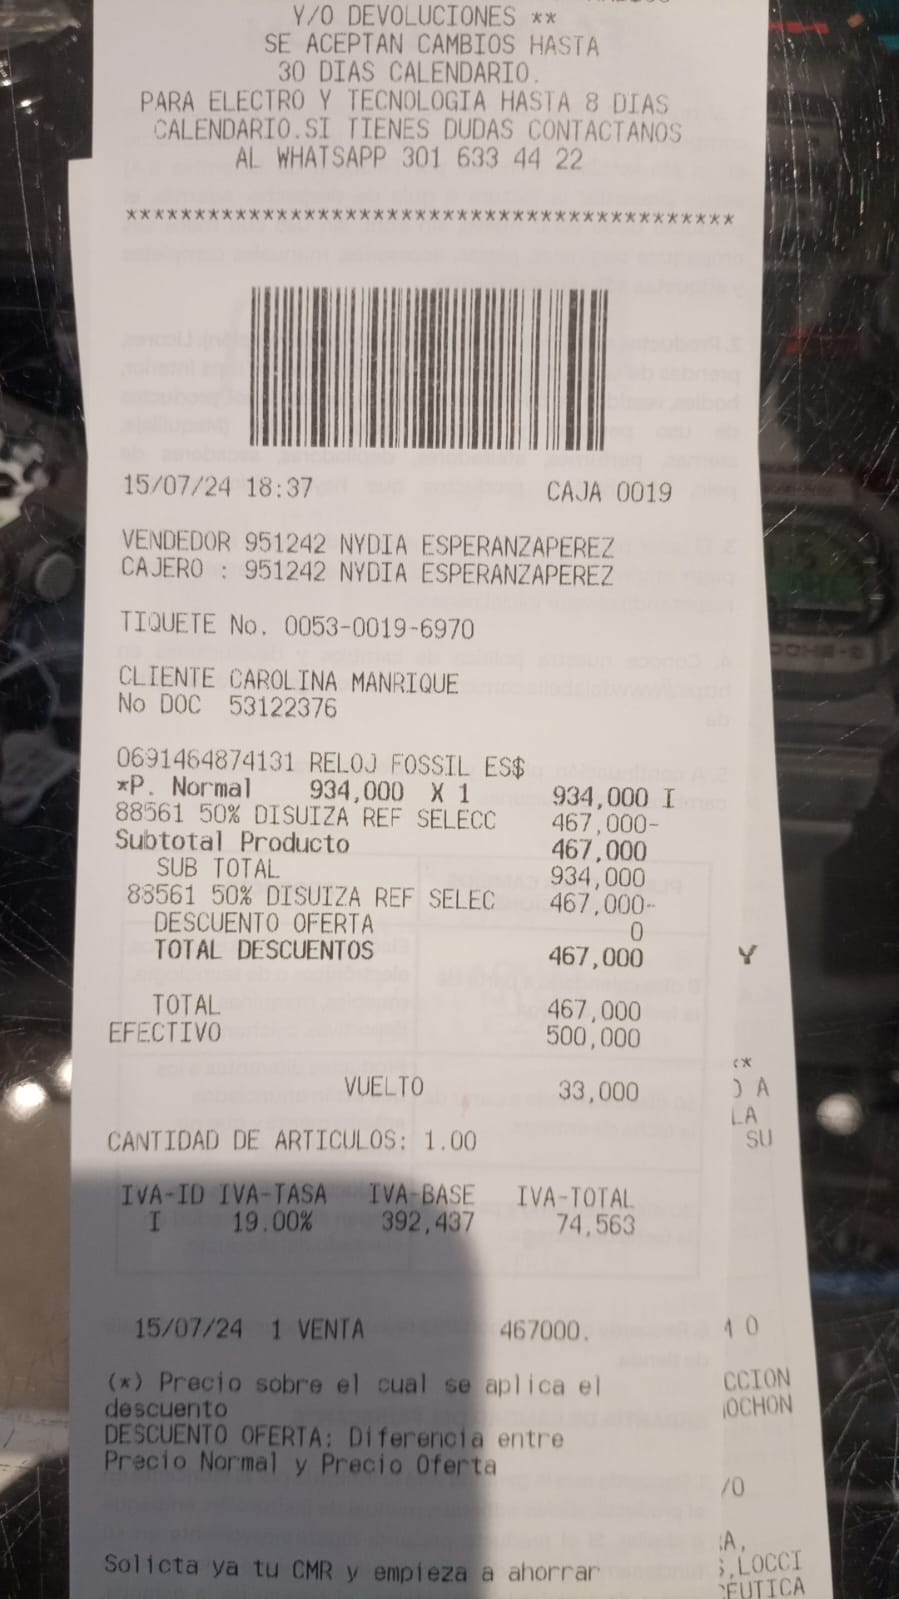 Y/O DEVOLUCIONES **
SE ACEPTAN CAMBIOS HASTA
30 DIAS CALENDARIO.
PARA ELECTRO Y TECNOLOGIA HASTA 8 DIAS
CALENDARIO.SI TIENES DUDAS CONTACTANOS
AL WHATSAPP 301 633 44 22
*********************************************
15/07/24 18:37 CAJA 0019
VENDEDOR 951242 NYDIA ESPERANZAPEREZ
CAJERO : 951242 NYDIA ESPERANZAPEREZ
TIQUETE No. 0053-0019-6970
CLIENTE CAROLINA MANRIQUE
No DOC 53122376
0691464874131 RELOJ FOSSIL ES$
*P. Normal 934,000 X 1 934,000 I
88561 50% DISUIZA REF SELECC 467,000-
Subtotal Producto 467,000
SUB TOTAL 934,000
88561 50% DISUIZA REF SELEC 467,000-
DESCUENTO OFERTA 0
TOTAL DESCUENTOS 467,000
Y
TOTAL 467,000
EFECTIVO 500,000
VUELTO 33,000
A
LA
SU
CANTIDAD DE ARTICULOS: 1.00
IVA-ID IVA-TASA IVA-BASE IVA-TOTAL
I 19.00% 392,437 74,563
15/07/24 1 VENTA 467000.
(*) Precio sobre el cual se aplica el
descuento
DESCUENTO OFERTA: Diferencia entre
Precio Normal y Precio Oferta
CCION
OCHON
/O
Solicta ya tu CMR y empieza a ahorrar
A,
,LOCCI
CEUTICA